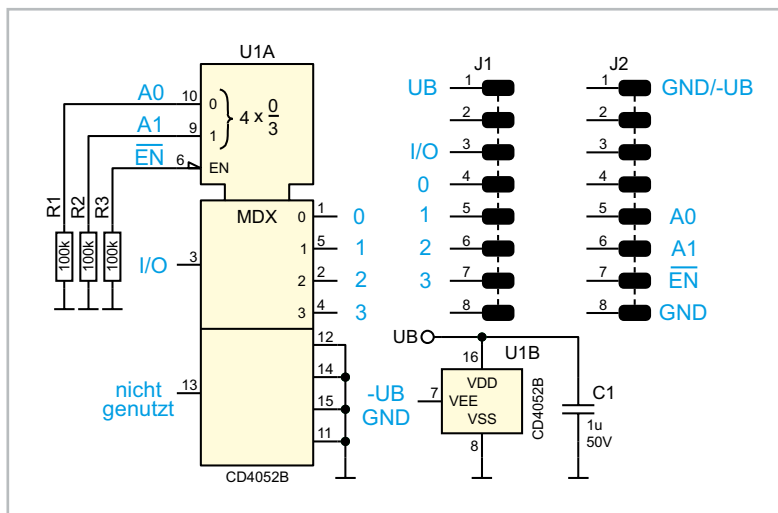 U1A
A0 10 0
A1 9 1
EN 6 EN
4 x 0/3
R1 R2 R3
100k 100k 100k
MDX
I/O 3
0 1 0
1 5 1
2 2 2
3 4 3
12
nicht genutzt 13
14
15
11
CD4052B
J1
UB 1
2
I/O 3
0 4
1 5
2 6
3 7
8
J2
1 GND/-UB
2
3
4
5 A0
6 A1
7 EN
8 GND
UB
U1B
16
VDD
-UB
GND
7 VEE
VSS
8
CD4052B
C1
1u
50V